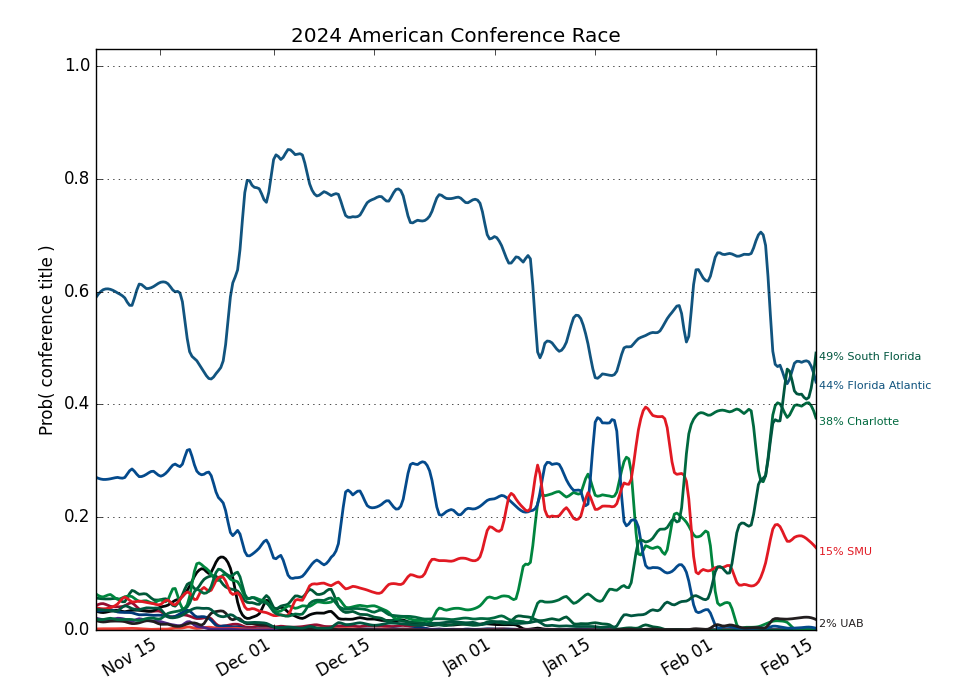 2024 American Conference Race
Prob( conference title )
1.0
0.8
0.6
0.4
0.2
0.0
49% South Florida
44% Florida Atlantic
38% Charlotte
15% SMU
2% UAB
Nov 15
Dec 01
Dec 15
Jan 01
Jan 15
Feb 01
Feb 15